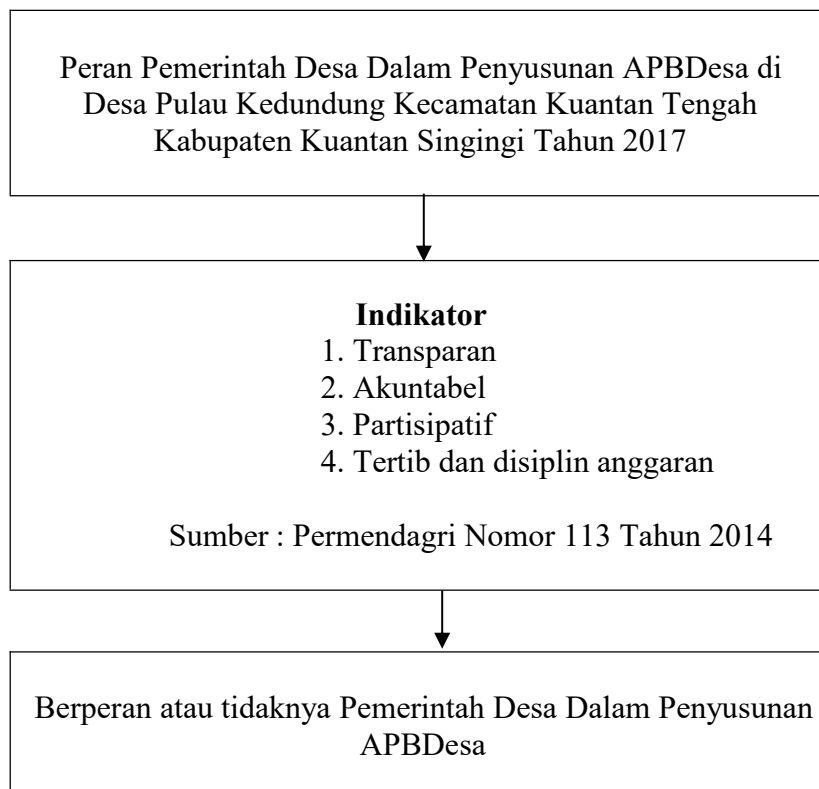 Peran Pemerintah Desa Dalam Penyusunan APBDesa di
Desa Pulau Kedundung Kecamatan Kuantan Tengah
Kabupaten Kuantan Singingi Tahun 2017
Indikator
1. Transparan
2. Akuntabel
3. Partisipatif
4. Tertib dan disiplin anggaran
Sumber : Permendagri Nomor 113 Tahun 2014
Berperan atau tidaknya Pemerintah Desa Dalam Penyusunan
APBDesa